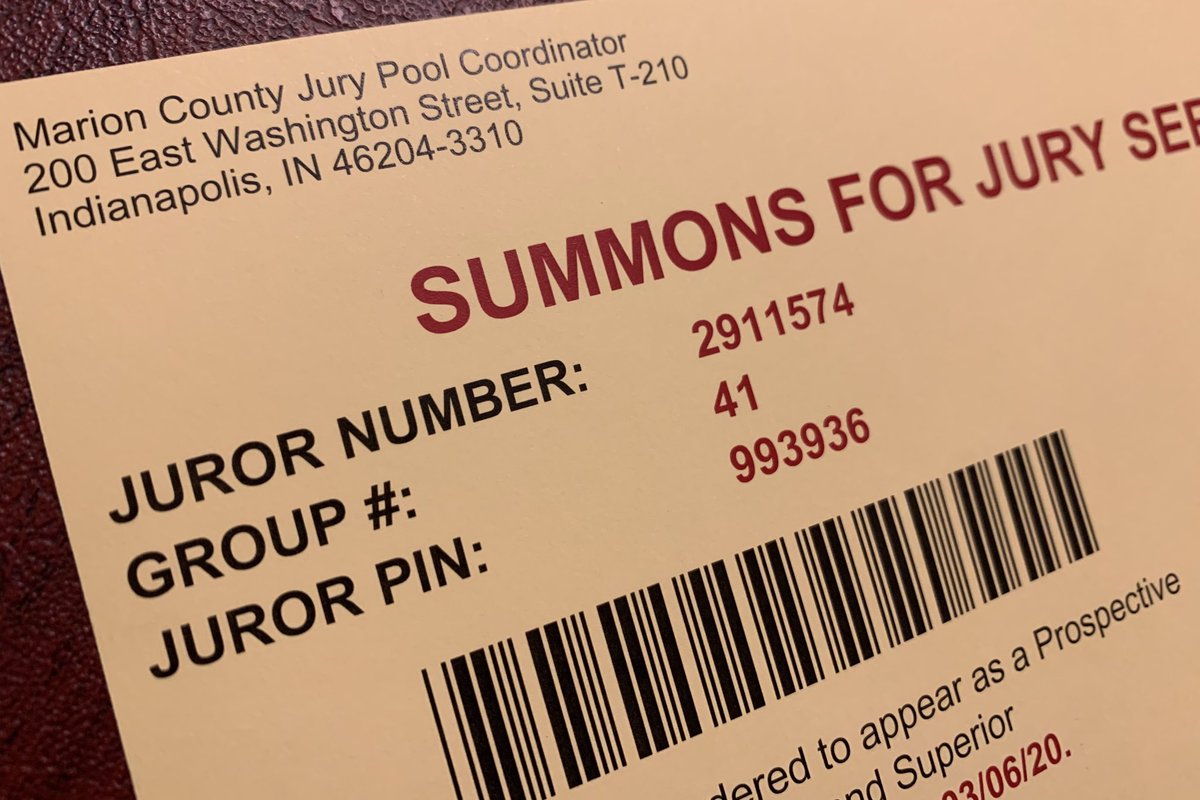 Marion County Jury Pool Coordinator
200 East Washington Street, Suite T-210
Indianapolis, IN 46204-3310
SUMMONS FOR JURY SER
JUROR NUMBER: 2911574
GROUP #: 41
JUROR PIN: 993936
dered to appear as a Prospective
nd Superior
03/06/20.